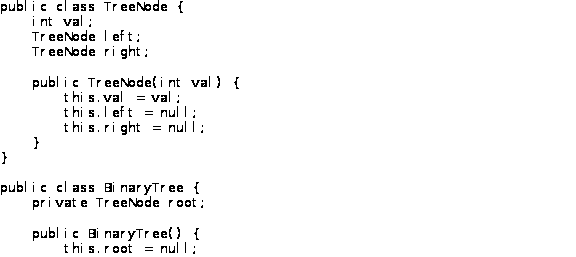 public class TreeNode {
    int val;
    TreeNode left;
    TreeNode right;

    public TreeNode(int val) {
        this.val = val;
        this.left = null;
        this.right = null;
    }
}

public class BinaryTree {
    private TreeNode root;

    public BinaryTree() {
        this.root = null;